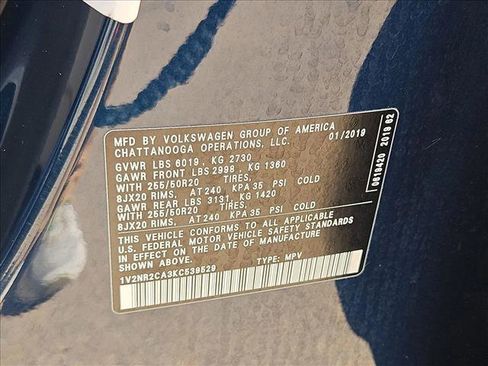 MFD BY VOLKSWAGEN GROUP OF AMERICA
CHATTANOOGA OPERATIONS, LLC. 01/2019
GVWR LBS 6019 , KG 2730
GAWR FRONT LBS 2998 , KG 1360
WITH 255/50R20 TIRES,
8JX20 RIMS, AT 240 KPA 35 PSI COLD
GAWR REAR LBS 3131 , KG 1420
WITH 255/50R20 TIRES,
8JX20 RIMS, AT 240 KPA 35 PSI COLD
THIS VEHICLE CONFORMS TO ALL APPLICABLE
U.S. FEDERAL MOTOR VEHICLE SAFETY STANDARDS
IN EFFECT ON THE DATE OF MANUFACTURE
SHOWN ABOVE.
1V2NR2CA3KC539529 TYPE: MPV
0619420 2019 62